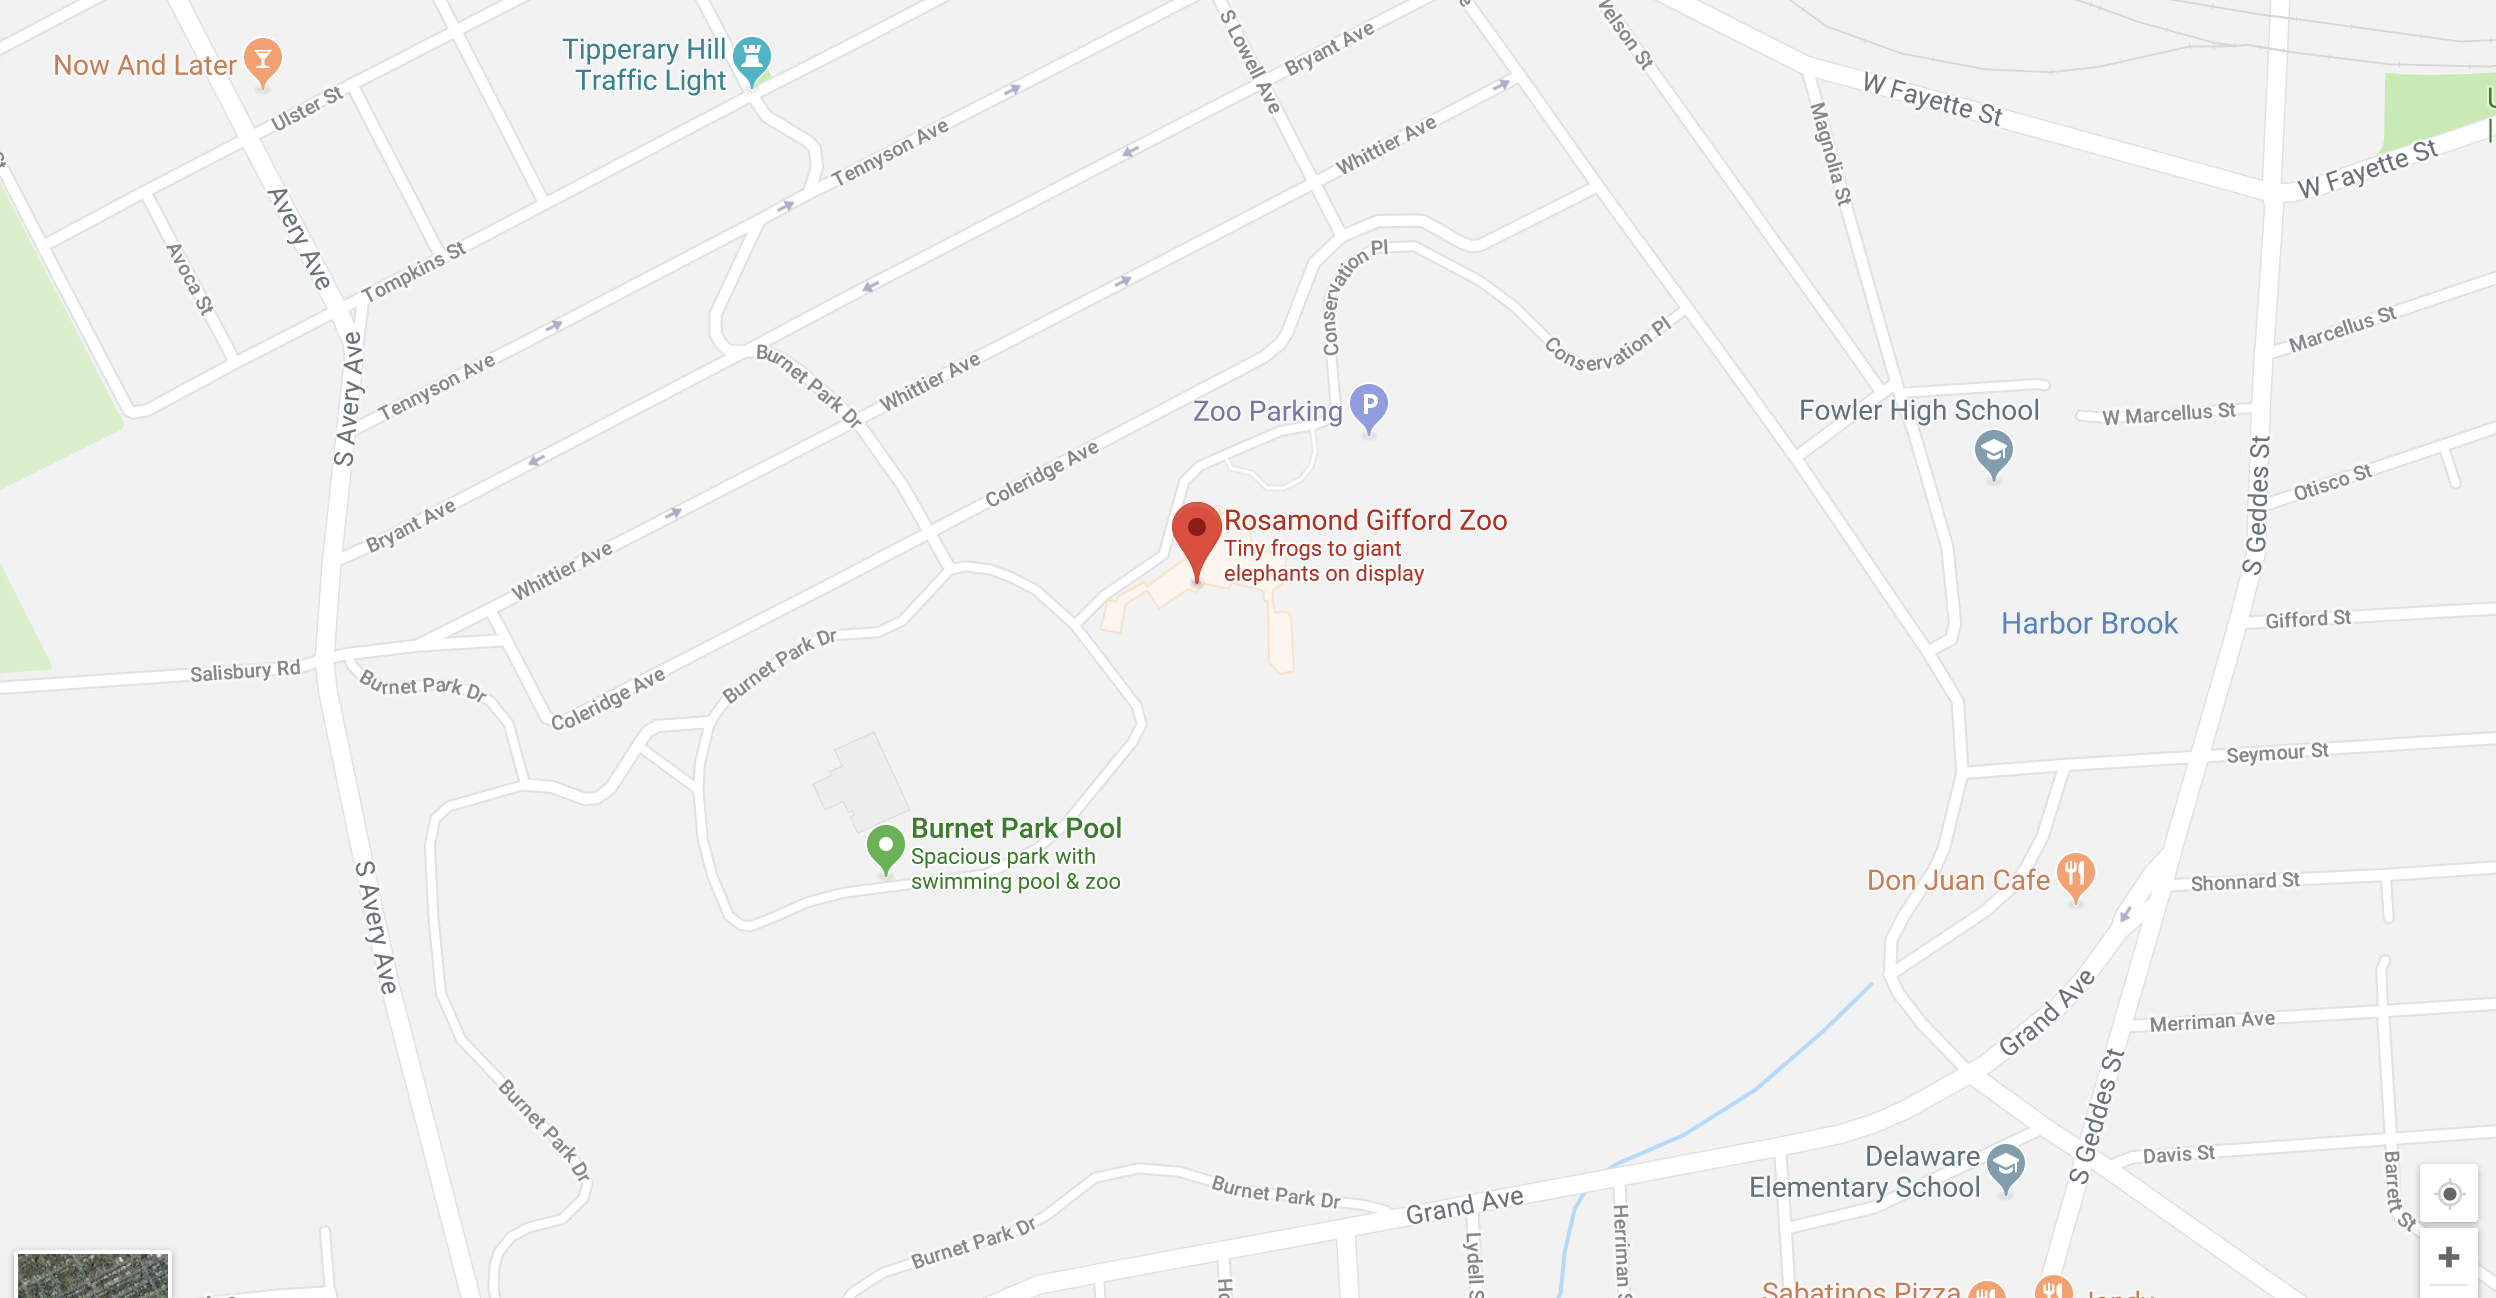 Now And Later
Tipperary Hill
Traffic Light
Ulster St
Avery Ave
Avoca St
Tompkins St
S Avery Ave
Tennyson Ave
Tennyson Ave
S Lowell Ave
Bryant Ave
Whittier Ave
Magnolia St
W Fayette St
W Fayette St
Conservation Pl
Conservation Pl
Burnet Park Dr
Whittier Ave
Coleridge Ave
Zoo Parking
P
Fowler High School
Marcellus St
W Marcellus St
Otisco St
S Geddes St
Bryant Ave
Whittier Ave
Rosamond Gifford Zoo
Tiny frogs to giant
elephants on display
Harbor Brook
Gifford St
Salisbury Rd
Burnet Park Dr
Coleridge Ave
Burnet Park Dr
Seymour St
Burnet Park Pool
Spacious park with
swimming pool & zoo
S Avery Ave
Don Juan Cafe
Shonnard St
Grand Ave
Merriman Ave
Burnet Park Dr
S Geddes St
Delaware
Elementary School
Davis St
Barrett St
Burnet Park Dr
Burnet Park Dr
Grand Ave
Lydell S
Herriman S
Sabatinos Pizza